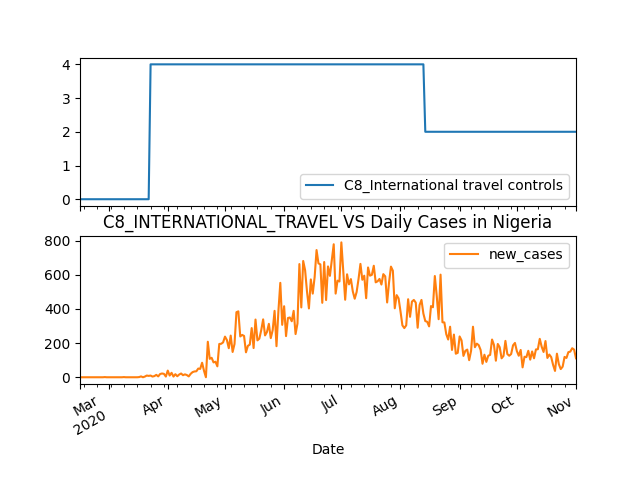 4
3
2
1
0
C8_International travel controls
C8_INTERNATIONAL_TRAVEL VS Daily Cases in Nigeria
800
600
400
200
0
new_cases
Mar
2020
Apr
May
Jun
Jul
Aug
Sep
Oct
Nov
Date